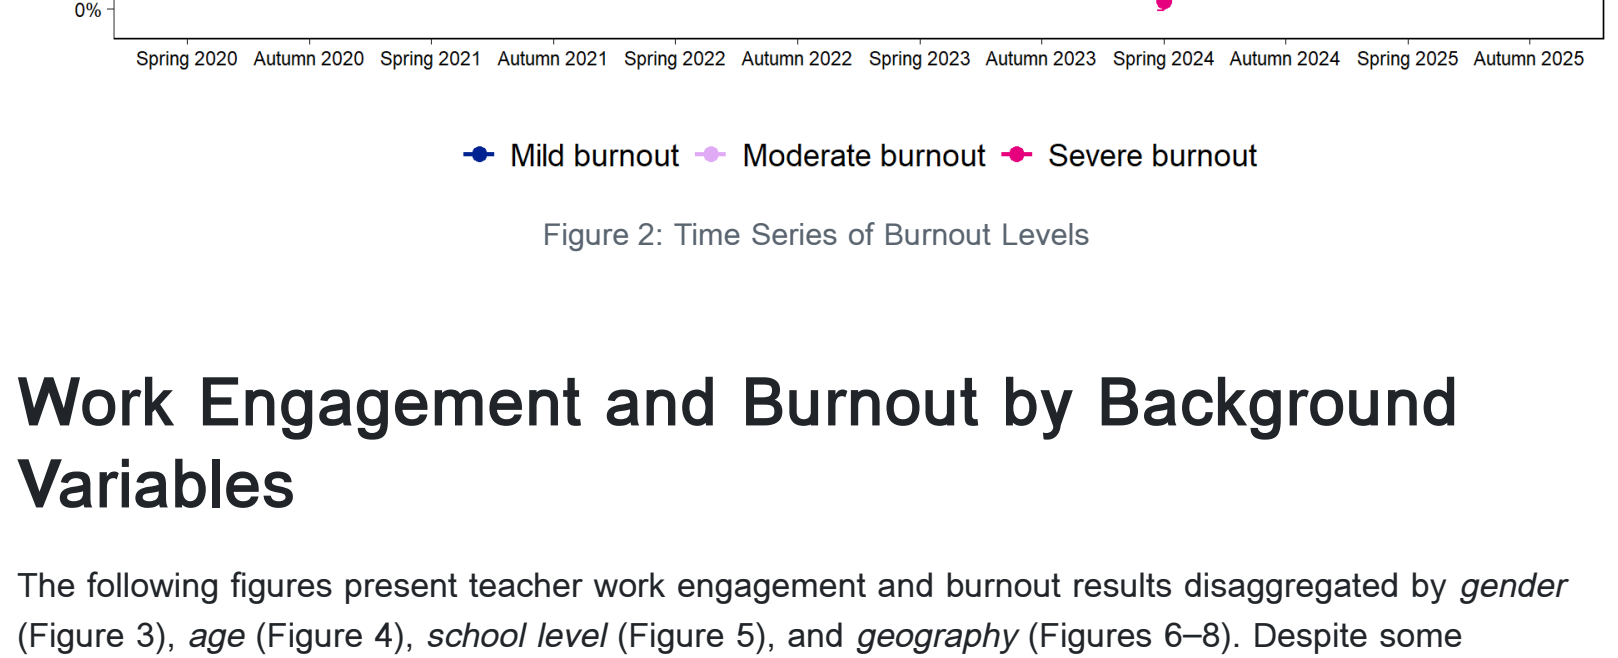 0%
Spring 2020 Autumn 2020 Spring 2021 Autumn 2021 Spring 2022 Autumn 2022 Spring 2023 Autumn 2023 Spring 2024 Autumn 2024 Spring 2025 Autumn 2025
Mild burnout Moderate burnout Severe burnout
Figure 2: Time Series of Burnout Levels
Work Engagement and Burnout by Background
Variables
The following figures present teacher work engagement and burnout results disaggregated by gender
(Figure 3), age (Figure 4), school level (Figure 5), and geography (Figures 6–8). Despite some